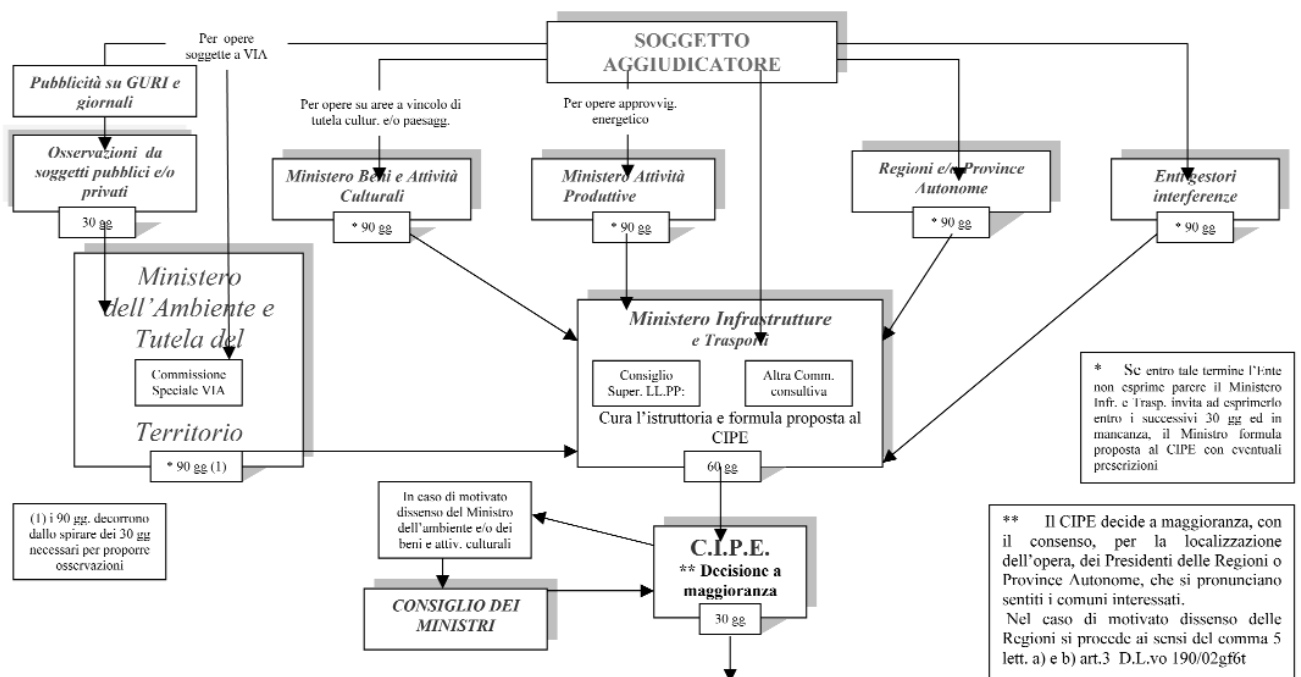 Per opere
soggette a VIA
SOGGETTO
AGGIUDICATORE
Pubblicità su GURI e
giornali
Per opere su aree a vincolo di
tutela cultur. e/o paesagg.
Per opere approvvig.
energetico
Osservazioni da
soggetti pubblici e/o
privati
30 gg
Ministero Beni e Attività
Culturali
* 90 gg
Ministero Attività
Produttive
* 90 gg
Regioni e/o Province
Autonome
* 90 gg
Enti gestori
interferenze
* 90 gg
Ministero
dell'Ambiente e
Tutela del
Commissione
Speciale VIA
Territorio
* 90 gg (1)
Ministero Infrastrutture
e Trasporti
Consiglio
Super. LL.PP:
Altra Comm.
consultiva
Cura l'istruttoria e formula proposta al
CIPE
60 gg
* Se entro tale termine l'Ente
non esprime parere il Ministero
Infr. e Trasp. invita ad esprimerlo
entro i successivi 30 gg ed in
mancanza, il Ministro formula
proposta al CIPE con eventuali
prescrizioni
(1) i 90 gg. decorrono
dallo spirare dei 30 gg
necessari per proporre
osservazioni
In caso di motivato
dissenso del Ministro
dell'ambiente e/o dei
beni e attiv. culturali
CONSIGLIO DEI
MINISTRI
C.I.P.E.
** Decisione a
maggioranza
30 gg
** Il CIPE decide a maggioranza, con
il consenso, per la localizzazione
dell'opera, dei Presidenti delle Regioni o
Province Autonome, che si pronunciano
sentiti i comuni interessati.
Nel caso di motivato dissenso delle
Regioni si procede ai sensi del comma 5
lett. a) e b) art.3 D.L.vo 190/02gf6t